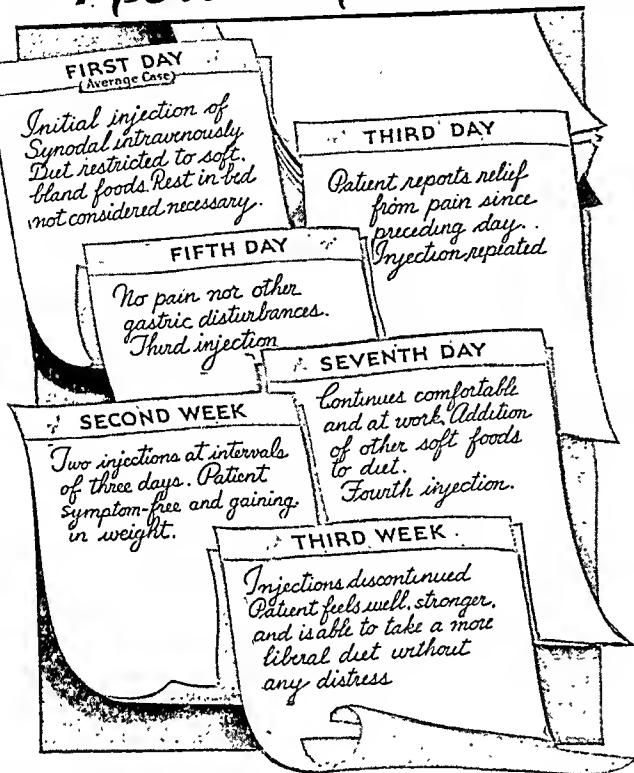 FIRST DAY
(Average Case)
Initial injection of
Synodal intravenously
Diet restricted to soft,
bland foods. Rest in bed
not considered necessary.
THIRD DAY
Patient reports relief
from pain since
preceding day..
Injection repeated
FIFTH DAY
No pain nor other
gastric disturbances.
Third injection
SEVENTH DAY
Continues comfortable
and at work. Addition
of other soft foods
to diet.
Fourth injection.
SECOND WEEK
Two injections at intervals
of three days. Patient
symptom-free and gaining
in weight.
THIRD WEEK
Injections discontinued
Patient feels well, stronger,
and is able to take a more
liberal diet without
any distress